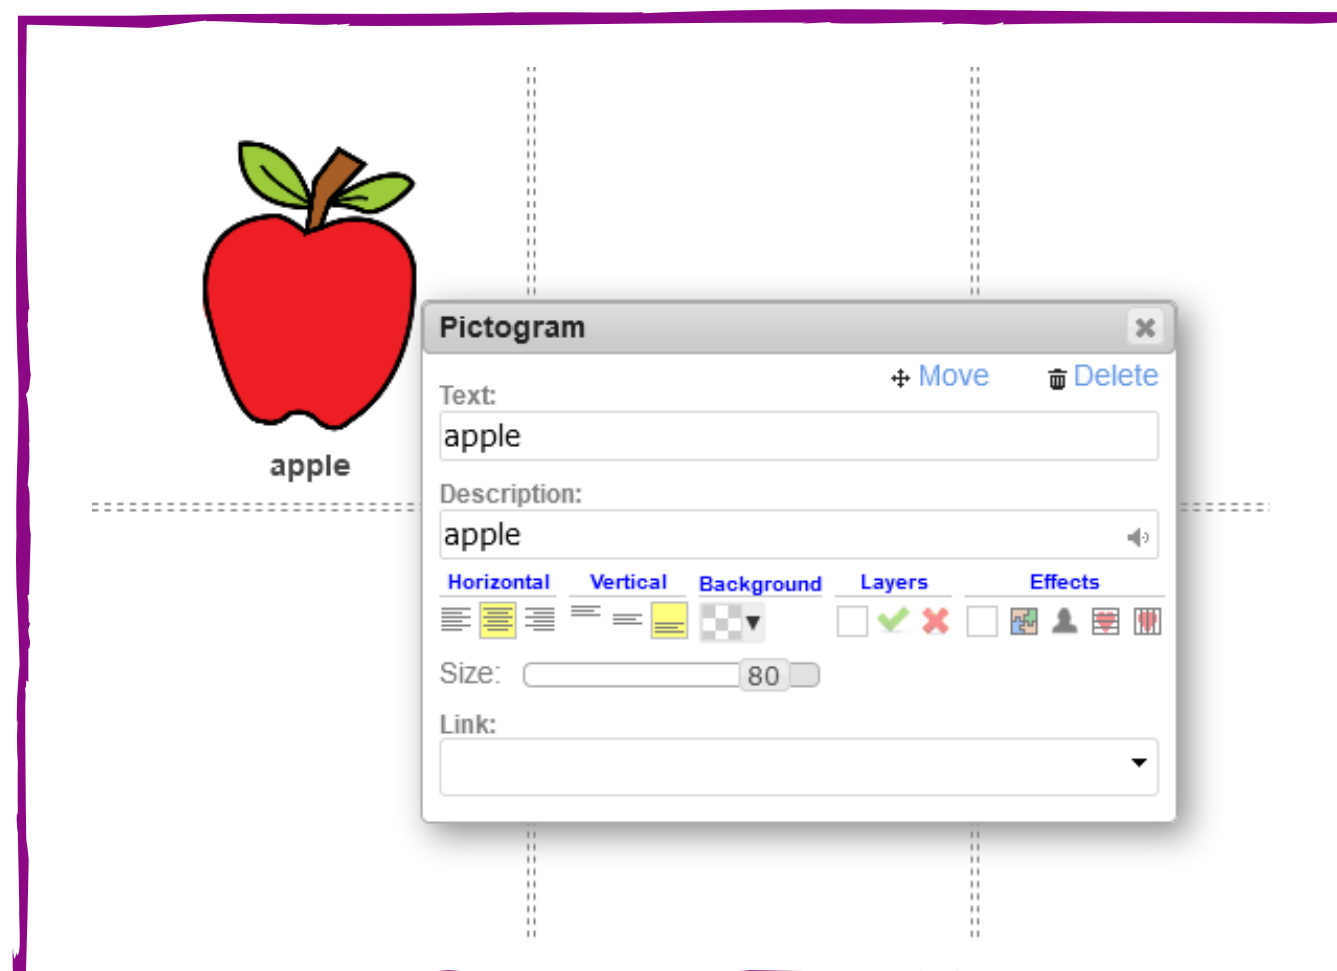 apple
Pictogram
Move Delete
Text:
apple
Description:
apple
Horizontal Vertical Background Layers Effects
Size: 80
Link: